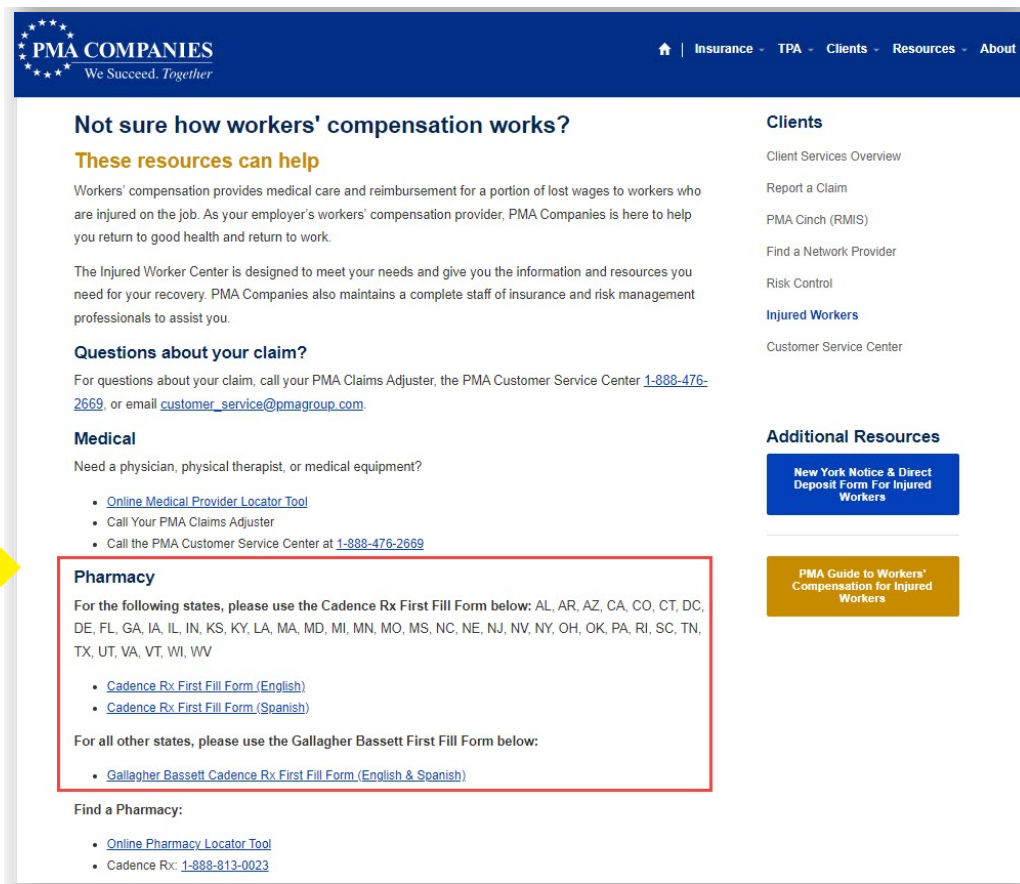 PMA COMPANIES
We Succeed. Together
Insurance TPA Clients Resources About
Not sure how workers' compensation works?
These resources can help
Workers' compensation provides medical care and reimbursement for a portion of lost wages to workers who
are injured on the job. As your employer's workers' compensation provider, PMA Companies is here to help
you return to good health and return to work.
The Injured Worker Center is designed to meet your needs and give you the information and resources you
need for your recovery. PMA Companies also maintains a complete staff of insurance and risk management
professionals to assist you.
Questions about your claim?
For questions about your claim, call your PMA Claims Adjuster, the PMA Customer Service Center 1-888-476-
2669, or email customer_service@pmagroup.com.
Medical
Need a physician, physical therapist, or medical equipment?
• Online Medical Provider Locator Tool
• Call Your PMA Claims Adjuster
• Call the PMA Customer Service Center at 1-888-476-2669
Pharmacy
For the following states, please use the Cadence Rx First Fill Form below: AL, AR, AZ, CA, CO, CT, DC,
DE, FL, GA, IA, IL, IN, KS, KY, LA, MA, MD, MI, MN, MO, MS, NC, NE, NJ, NV, NY, OH, OK, PA, RI, SC, TN,
TX, UT, VA, VT, WI, WV
• Cadence Rx First Fill Form (English)
• Cadence Rx First Fill Form (Spanish)
For all other states, please use the Gallagher Bassett First Fill Form below:
• Gallagher Bassett Cadence Rx First Fill Form (English & Spanish)
Find a Pharmacy:
• Online Pharmacy Locator Tool
• Cadence Rx: 1-888-813-0023
Clients
Client Services Overview
Report a Claim
PMA Cinch (RMIS)
Find a Network Provider
Risk Control
Injured Workers
Customer Service Center
Additional Resources
New York Notice & Direct
Deposit Form For Injured
Workers
PMA Guide to Workers'
Compensation for Injured
Workers